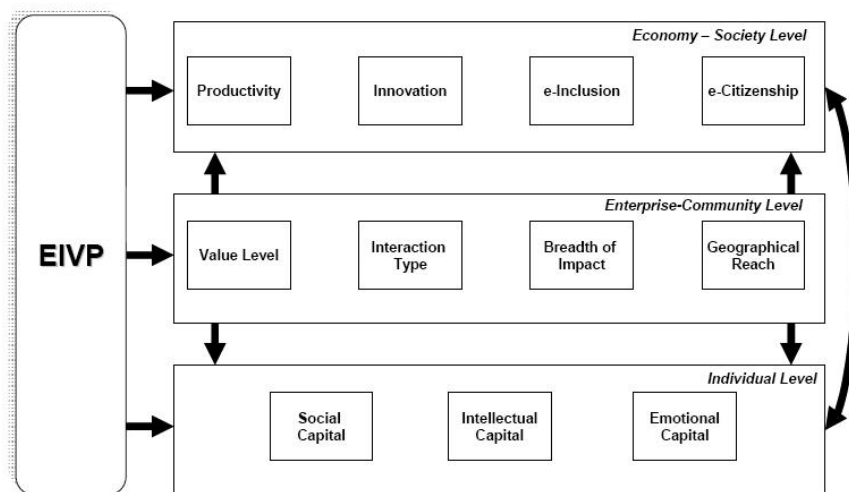 Economy – Society Level
Productivity
Innovation
e-Inclusion
e-Citizenship
EIVP
Enterprise-Community Level
Value Level
Interaction
Type
Breadth of
Impact
Geographical
Reach
Individual Level
Social
Capital
Intellectual
Capital
Emotional
Capital